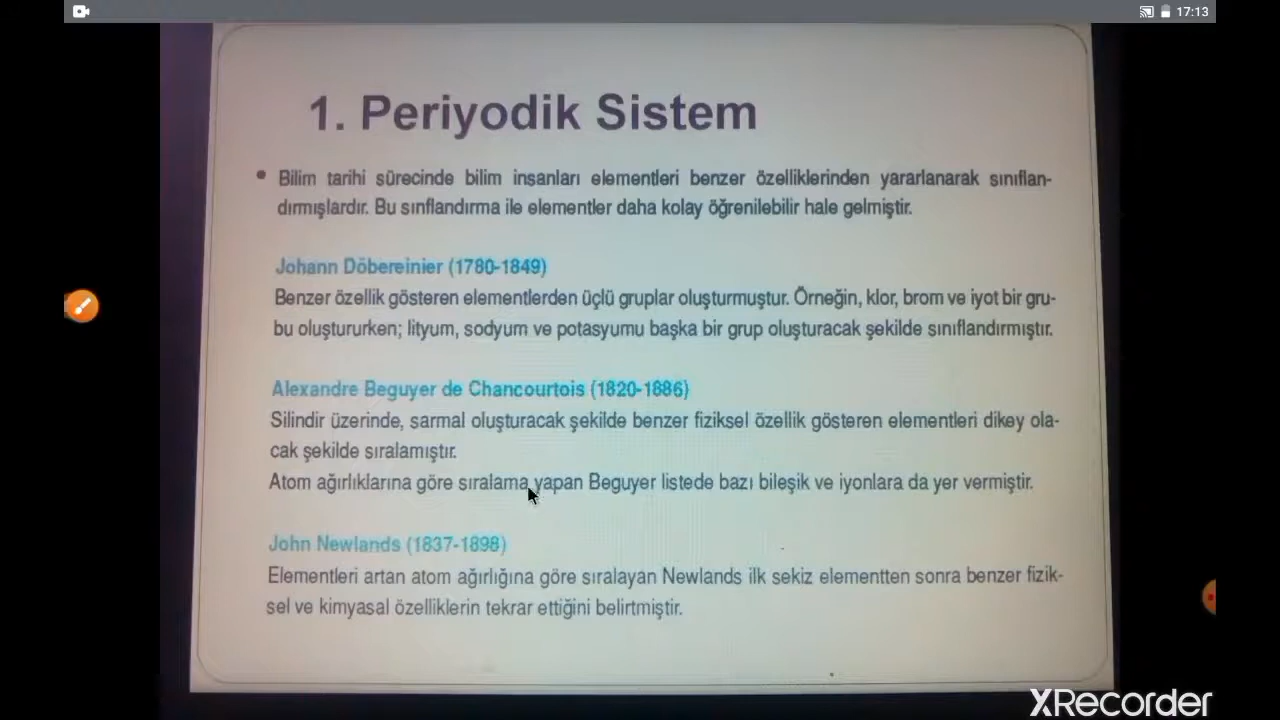 17:13
1. Periyodik Sistem
• Bilim tarihi sürecinde bilim insanları elementleri benzer özelliklerinden yararlanarak sınıflan-
dırmışlardır. Bu sınflandırma ile elementler daha kolay öğrenilebilir hale gelmiştir.
Johann Döbereinier (1780-1849)
Benzer özellik gösteren elementlerden üçlü gruplar oluşturmuştur. Örneğin, klor, brom ve iyot bir gru-
bu oluştururken; lityum, sodyum ve potasyumu başka bir grup oluşturacak şekilde sınıflandırmıştır.
Alexandre Beguyer de Chancourtois (1820-1886)
Silindir üzerinde, sarmal oluşturacak şekilde benzer fiziksel özellik gösteren elementleri dikey ola-
cak şekilde sıralamıştır.
Atom ağırlıklarına göre sıralama yapan Beguyer listede bazı bileşik ve iyonlara da yer vermiştir.
John Newlands (1837-1898)
Elementleri artan atom ağırlığına göre sıralayan Newlands ilk sekiz elementten sonra benzer fizik-
sel ve kimyasal özelliklerin tekrar ettiğini belirtmiştir.
XRecorder